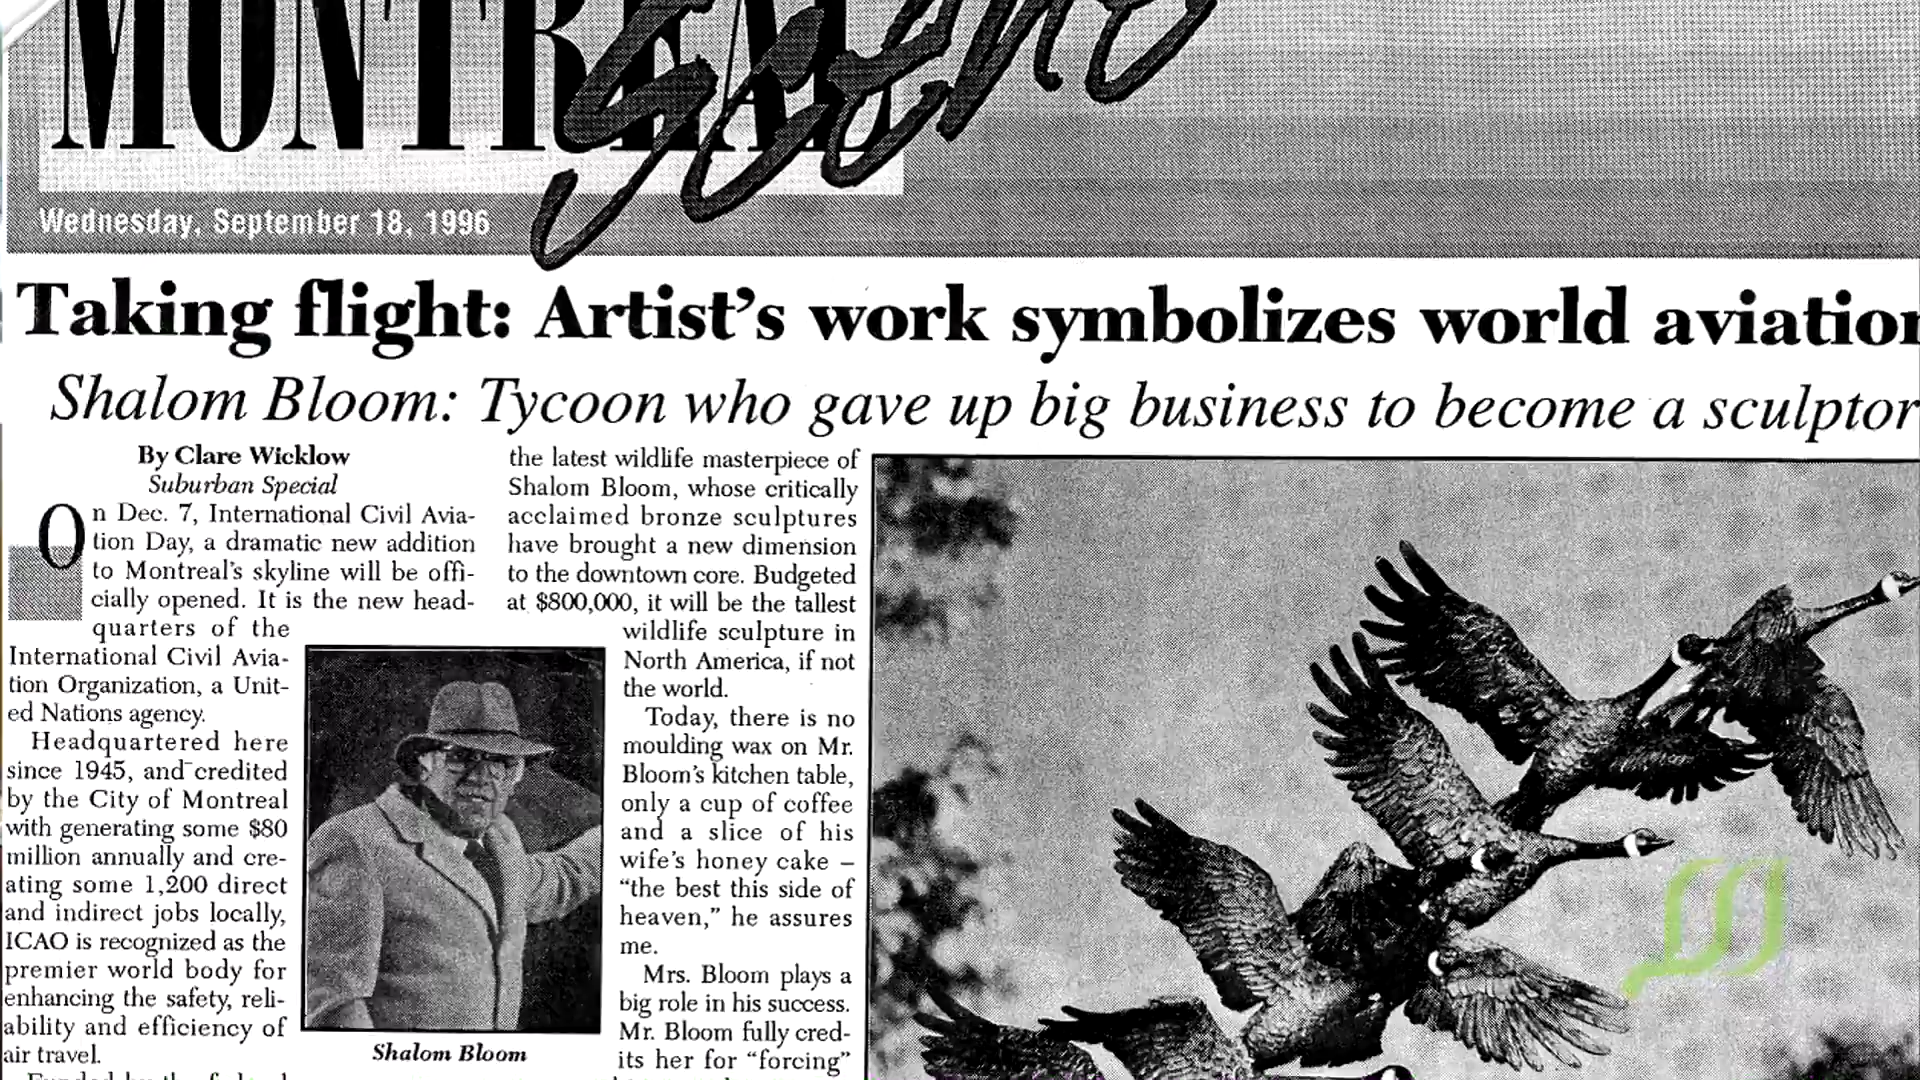 MONTREAL
Scene
Wednesday, September 18, 1996
Taking flight: Artist's work symbolizes world aviation
Shalom Bloom: Tycoon who gave up big business to become a sculptor
By Clare Wicklow
Suburban Special
On Dec. 7, International Civil Avia-
tion Day, a dramatic new addition
to Montreal's skyline will be offi-
cially opened. It is the new head-
quarters of the
International Civil Avia-
tion Organization, a Unit-
ed Nations agency.
Headquartered here
since 1945, and credited
by the City of Montreal
with generating some $80
million annually and cre-
ating some 1,200 direct
and indirect jobs locally,
ICAO is recognized as the
premier world body for
enhancing the safety, reli-
ability and efficiency of
air travel.
Funded by the federal
Shalom Bloom
the latest wildlife masterpiece of
Shalom Bloom, whose critically
acclaimed bronze sculptures
have brought a new dimension
to the downtown core. Budgeted
at $800,000, it will be the tallest
wildlife sculpture in
North America, if not
the world.
Today, there is no
moulding wax on Mr.
Bloom's kitchen table,
only a cup of coffee
and a slice of his
wife's honey cake –
"the best this side of
heaven," he assures
me.
Mrs. Bloom plays a
big role in his success.
Mr. Bloom fully cred-
its her for "forcing"